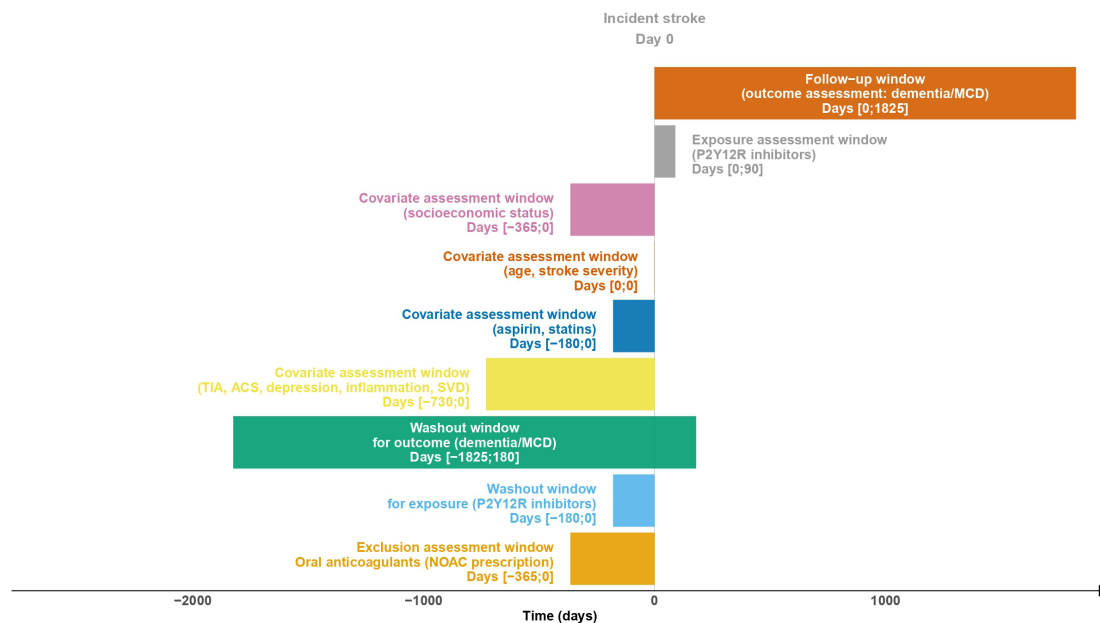 Incident stroke
Day 0
Follow−up window
(outcome assessment: dementia/MCD)
Days [0;1825]
Exposure assessment window
(P2Y12R inhibitors)
Days [0;90]
Covariate assessment window
(socioeconomic status)
Days [−365;0]
Covariate assessment window
(age, stroke severity)
Days [0;0]
Covariate assessment window
(aspirin, statins)
Days [−180;0]
Covariate assessment window
(TIA, ACS, depression, inflammation, SVD)
Days [−730;0]
Washout window
for outcome (dementia/MCD)
Days [−1825;180]
Washout window
for exposure (P2Y12R inhibitors)
Days [−180;0]
Exclusion assessment window
Oral anticoagulants (NOAC prescription)
Days [−365;0]
−2000 −1000 0 1000
Time (days)